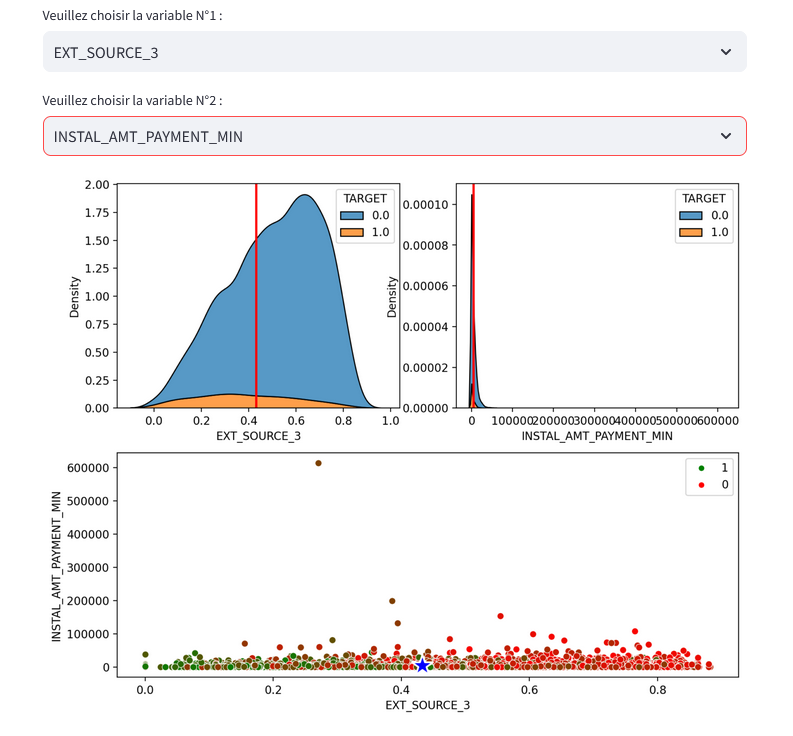 Veuillez choisir la variable N°1 :
EXT_SOURCE_3
Veuillez choisir la variable N°2 :
INSTAL_AMT_PAYMENT_MIN
2.00
1.75
1.50
1.25
1.00
0.75
0.50
0.25
0.00
Density
TARGET
0.0
1.0
0.0 0.2 0.4 0.6 0.8 1.0
EXT_SOURCE_3
0.00010
0.00008
0.00006
0.00004
0.00002
0.00000
Density
TARGET
0.0
1.0
0 100000 200000 300000 400000 500000 600000
INSTAL_AMT_PAYMENT_MIN
600000
500000
400000
300000
200000
100000
0
INSTAL_AMT_PAYMENT_MIN
1
0
0.0 0.2 0.4 0.6 0.8
EXT_SOURCE_3